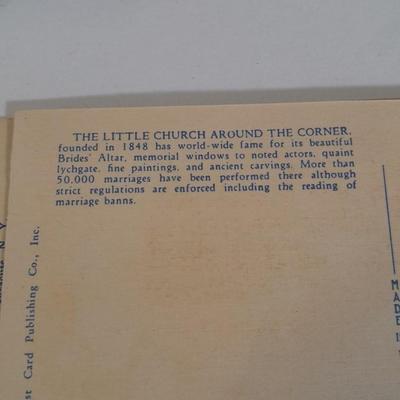 THE LITTLE CHURCH AROUND THE CORNER,
founded in 1848 has world-wide fame for its beautiful
Brides' Altar, memorial windows to noted actors, quaint
lychgate, fine paintings, and ancient carvings. More than
50,000 marriages have been performed there although
strict regulations are enforced including the reading of
marriage banns.
st Card Publishing Co., Inc.
N. Y.
MADE